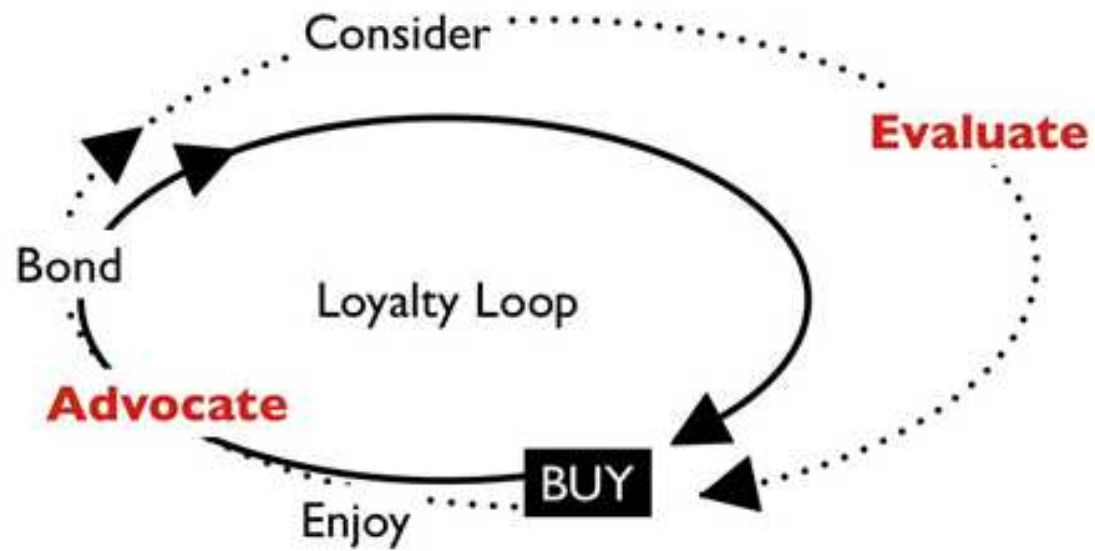 Consider
Evaluate
Bond
Loyalty Loop
Advocate
BUY
Enjoy